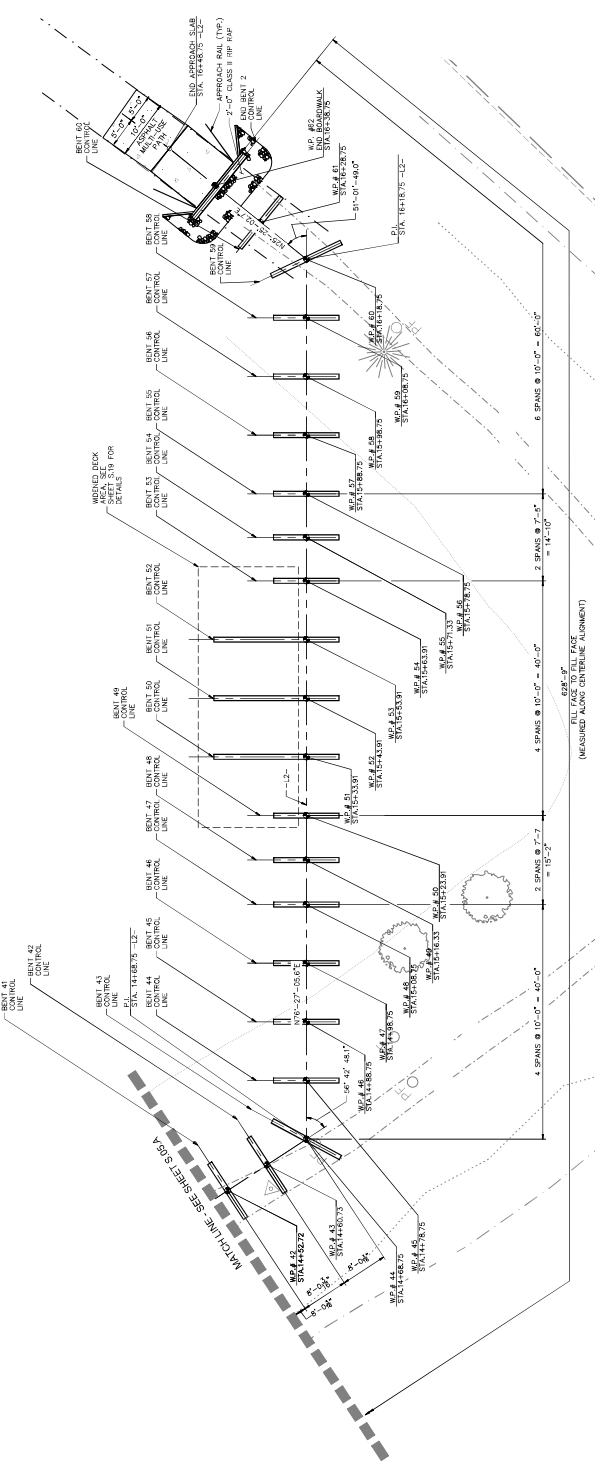 BENT 41
CONTROL
LINE
BENT 42
CONTROL
LINE
BENT 43
CONTROL
LINE
P.I.
STA. 14+68.75 -L2-
BENT 44
CONTROL
LINE
BENT 45
CONTROL
LINE
BENT 46
CONTROL
LINE
BENT 47
CONTROL
LINE
BENT 48
CONTROL
LINE
BENT 49
CONTROL
LINE
BENT 50
CONTROL
LINE
BENT 51
CONTROL
LINE
BENT 52
CONTROL
LINE
WIDENED DECK
AREA, SEE
SHEET S.19 FOR
DETAILS
BENT 53
CONTROL
LINE
BENT 54
CONTROL
LINE
BENT 55
CONTROL
LINE
BENT 56
CONTROL
LINE
BENT 57
CONTROL
LINE
BENT 58
CONTROL
LINE
BENT 59
CONTROL
LINE
BENT 60
CONTROL
LINE
5'-0" 5'-0"
10'-0"
ASPHALT
MULTI-USE
PATH
END APPROACH SLAB
STA. 16+48.75 -L2-
APPROACH RAIL (TYP.)
2'-0" CLASS II RIP RAP
END BENT 2
CONTROL
LINE
W.P. #62
END BOARDWALK
STA.16+38.75
W.P.# 61
STA.16+28.75
51°-01'-49.0"
P.I.
STA. 16+18.75 -L2-
W.P.# 60
STA.16+18.75
W.P.# 59
STA.16+08.75
W.P.# 58
STA.15+98.75
W.P.# 57
STA.15+88.75
W.P.# 56
STA.15+78.75
W.P.# 55
STA.15+71.33
W.P.# 54
STA.15+63.91
W.P.# 53
STA.15+53.91
W.P.# 52
STA.15+43.91
W.P.# 51
STA.15+33.91
-L2-
W.P.# 50
STA.15+23.91
W.P.# 49
STA.15+16.33
W.P.# 48
STA.15+08.75
W.P.# 47
STA.14+98.75
W.P.# 46
STA.14+88.75
N76°-27'-05.6"E
56° 42' 48.1"
W.P.# 45
STA.14+78.75
W.P.# 44
STA.14+68.75
W.P.# 43
STA.14+60.73
W.P.# 42
STA.14+52.72
MATCH LINE - SEE SHEET S.05A
4 SPANS @ 10'-0" = 40'-0"
2 SPANS @ 7'-7
= 15'-2"
4 SPANS @ 10'-0" = 40'-0"
2 SPANS @ 7'-5"
= 14'-10"
6 SPANS @ 10'-0" = 60'-0"
628'-9"
FILL FACE TO FILL FACE
(MEASURED ALONG CENTERLINE ALIGNMENT)